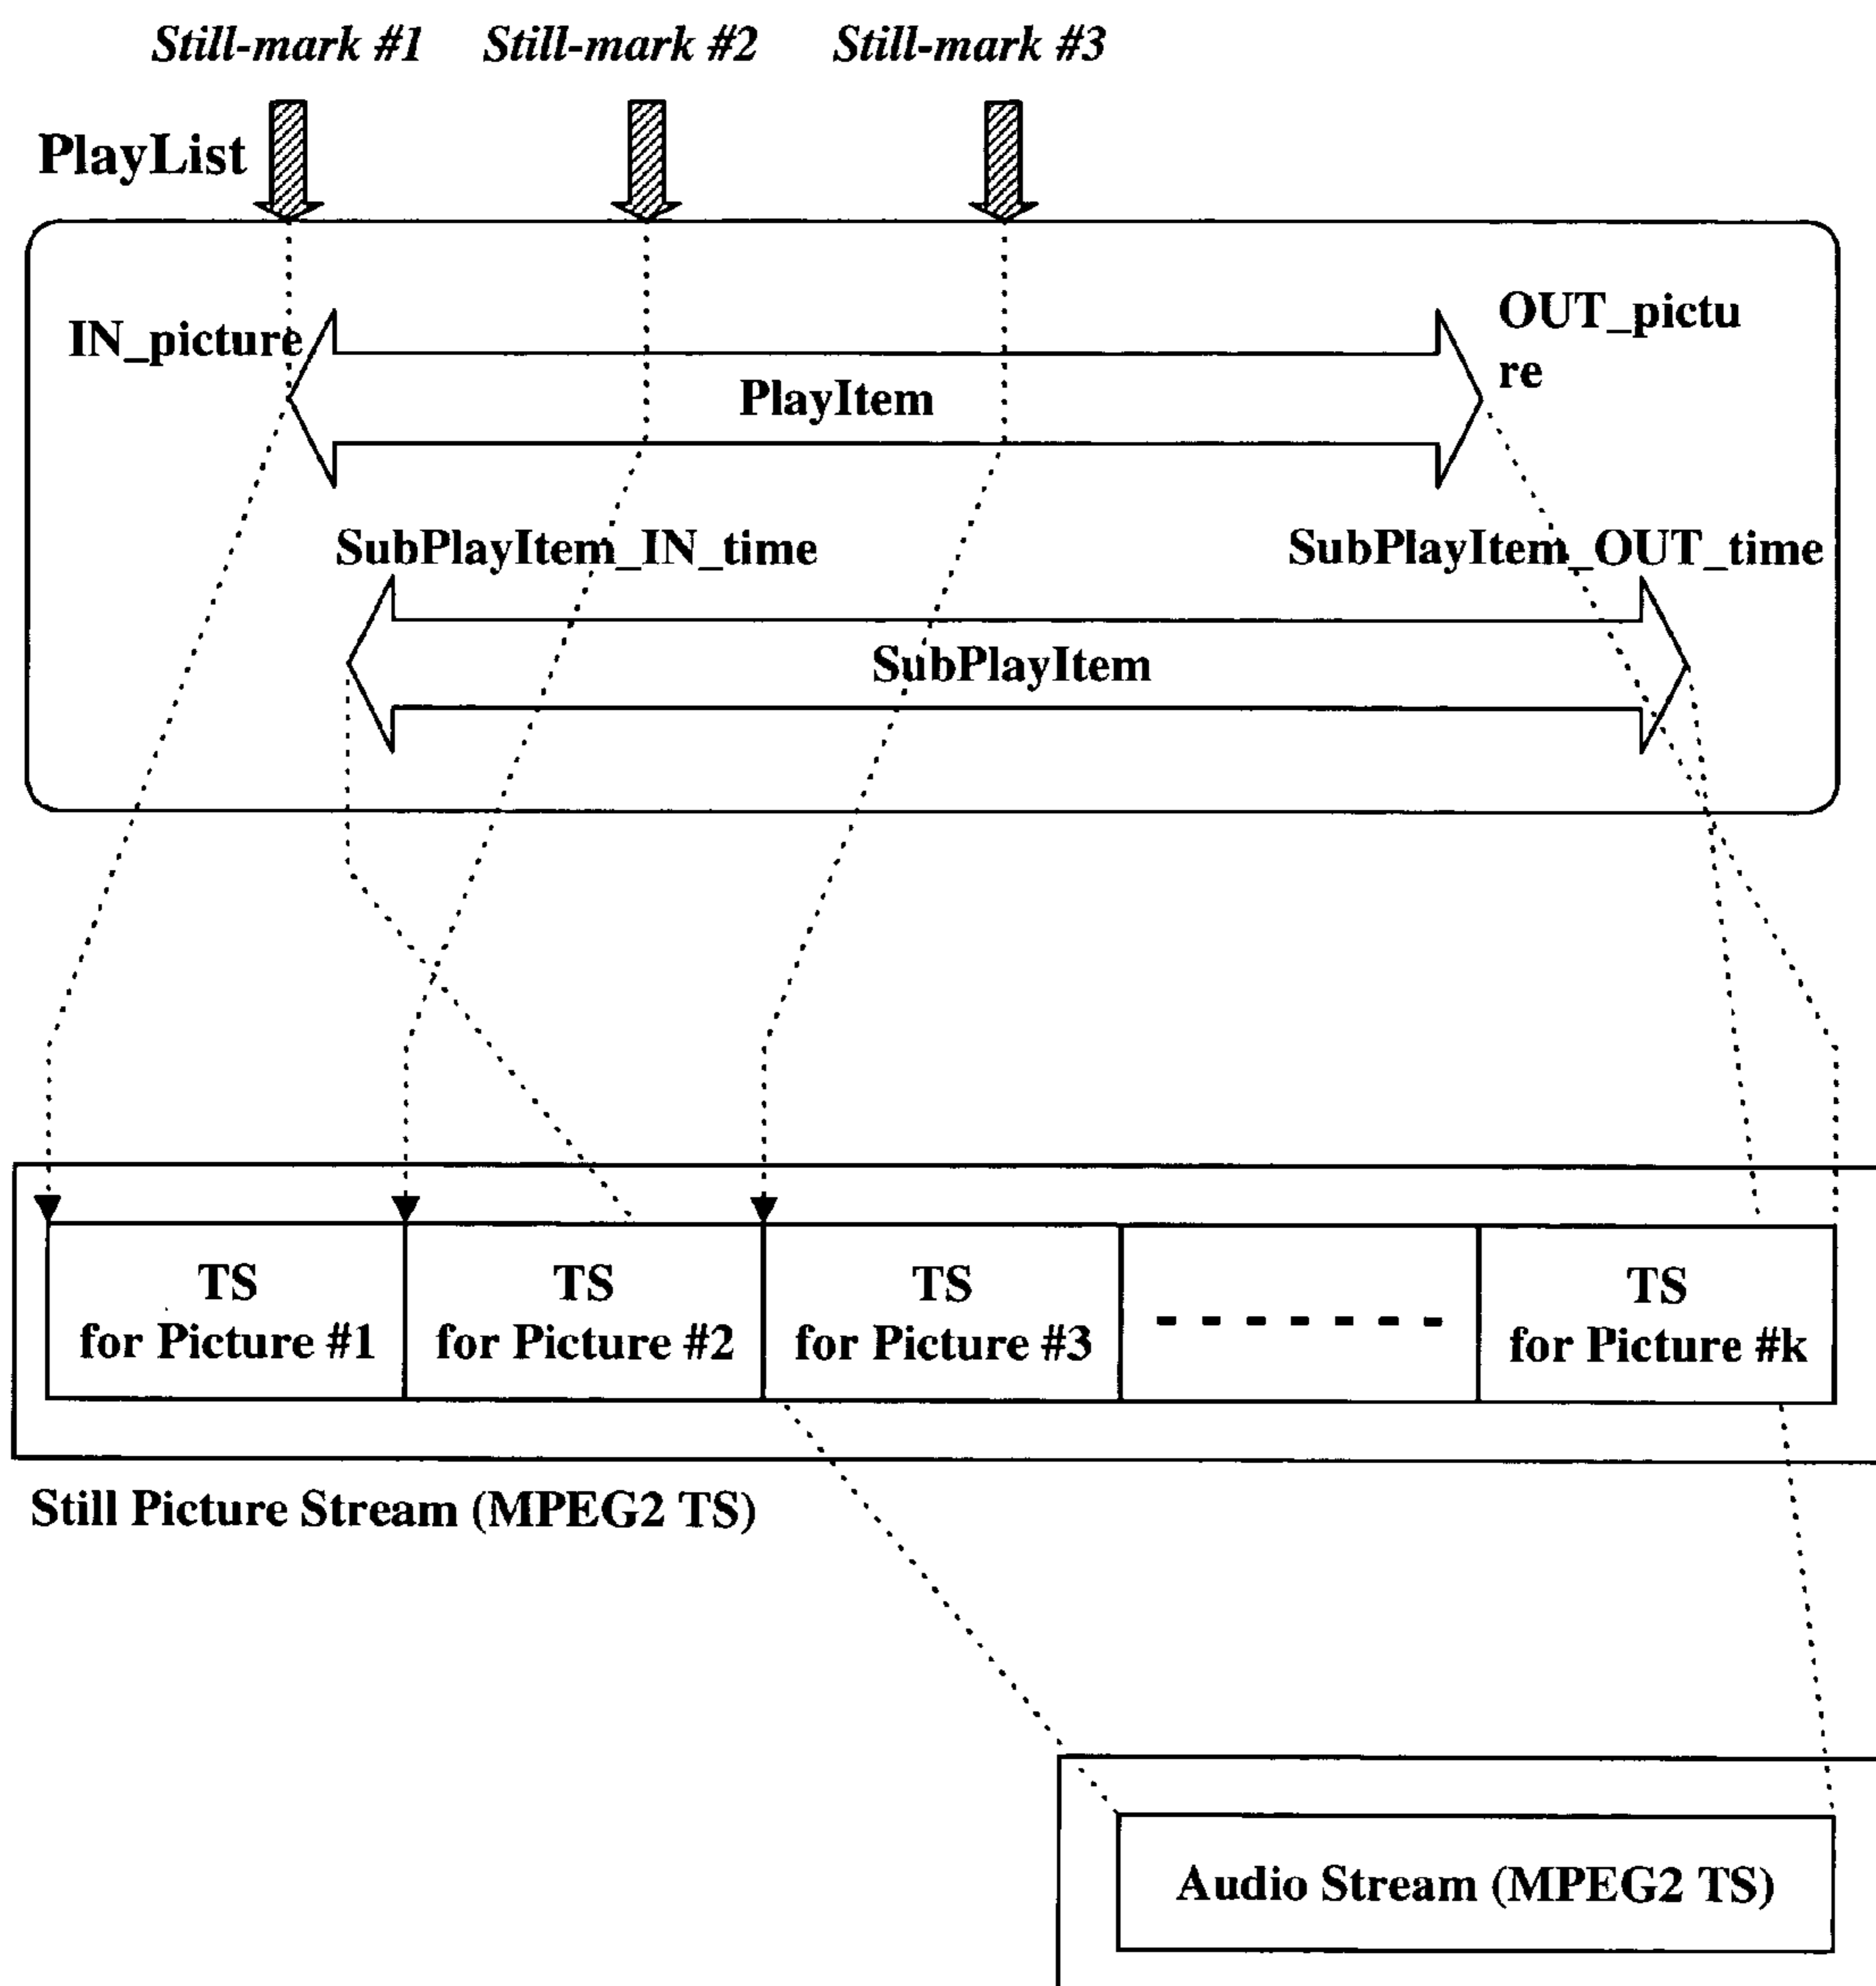 Still-mark #1 Still-mark #2 Still-mark #3
PlayList
IN_picture
OUT_pictu
re
PlayItem
SubPlayItem_IN_time
SubPlayItem_OUT_time
SubPlayItem
TS
for Picture #1
TS
for Picture #2
TS
for Picture #3
TS
for Picture #k
Still Picture Stream (MPEG2 TS)
Audio Stream (MPEG2 TS)